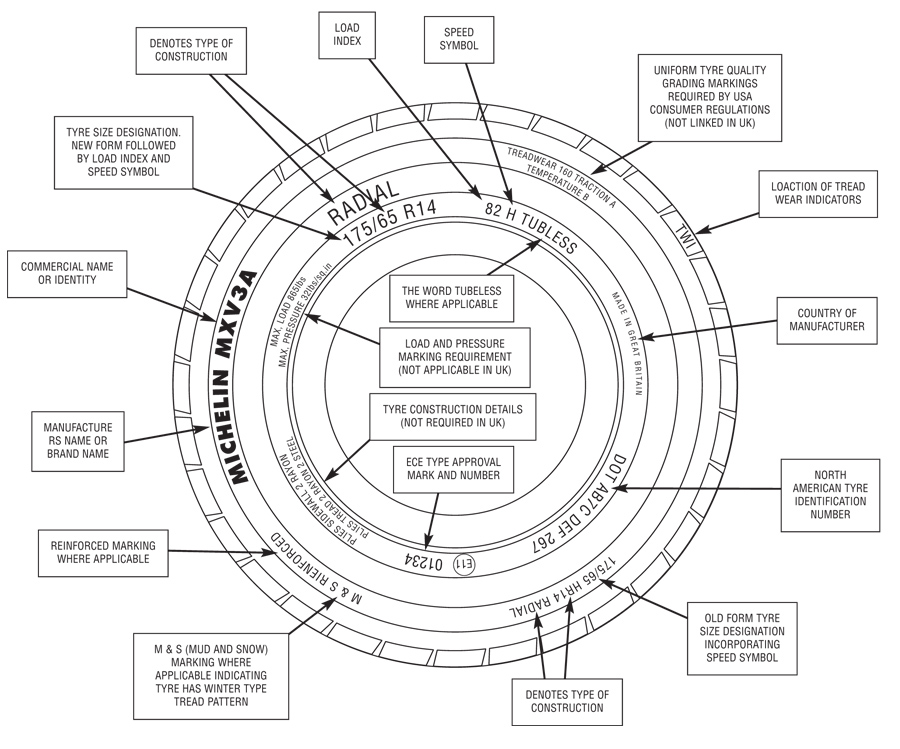 DENOTES TYPE OF
CONSTRUCTION
LOAD
INDEX
SPEED
SYMBOL
UNIFORM TYRE QUALITY
GRADING MARKINGS
REQUIRED BY USA
CONSUMER REGULATIONS
(NOT LINKED IN UK)
TYRE SIZE DESIGNATION.
NEW FORM FOLLOWED
BY LOAD INDEX AND
SPEED SYMBOL
LOACTION OF TREAD
WEAR INDICATORS
COMMERCIAL NAME
OR IDENTITY
THE WORD TUBELESS
WHERE APPLICABLE
COUNTRY OF
MANUFACTURER
LOAD AND PRESSURE
MARKING REQUIREMENT
(NOT APPLICABLE IN UK)
TYRE CONSTRUCTION DETAILS
(NOT REQUIRED IN UK)
MANUFACTURE
RS NAME OR
BRAND NAME
ECE TYPE APPROVAL
MARK AND NUMBER
NORTH
AMERICAN TYRE
IDENTIFICATION
NUMBER
REINFORCED MARKING
WHERE APPLICABLE
OLD FORM TYRE
SIZE DESIGNATION
INCORPORATING
SPEED SYMBOL
M & S (MUD AND SNOW)
MARKING WHERE
APPLICABLE INDICATING
TYRE HAS WINTER TYPE
TREAD PATTERN
DENOTES TYPE OF
CONSTRUCTION
RADIAL
175/65 R14
82 H TUBLESS
TREADWEAR 160 TRACTION A
TEMPERATURE B
TWI
MADE IN GREAT BRITAIN
DOT AB7C DEF 267
175/65 HR14 RADIAL
E11
01234
M & S RIENFORCED
PLIES SIDEWALL 2 RAYON
PLIES TREAD 2 RAYON 2 STEEL
MICHELIN MXV3A
MAX. LOAD 665lbs
MAX. PRESSURE 32lbs/sq.in